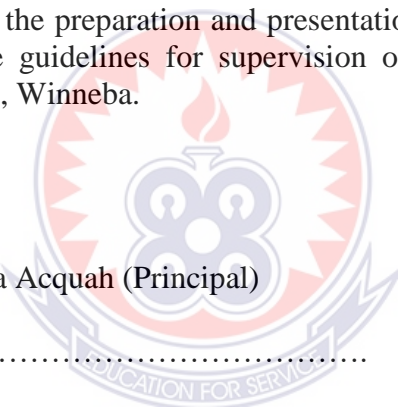 the preparation and presentatio
guidelines for supervision o
, Winneba.
a Acquah (Principal)
……………………………….
EDUCATION FOR SERVICE